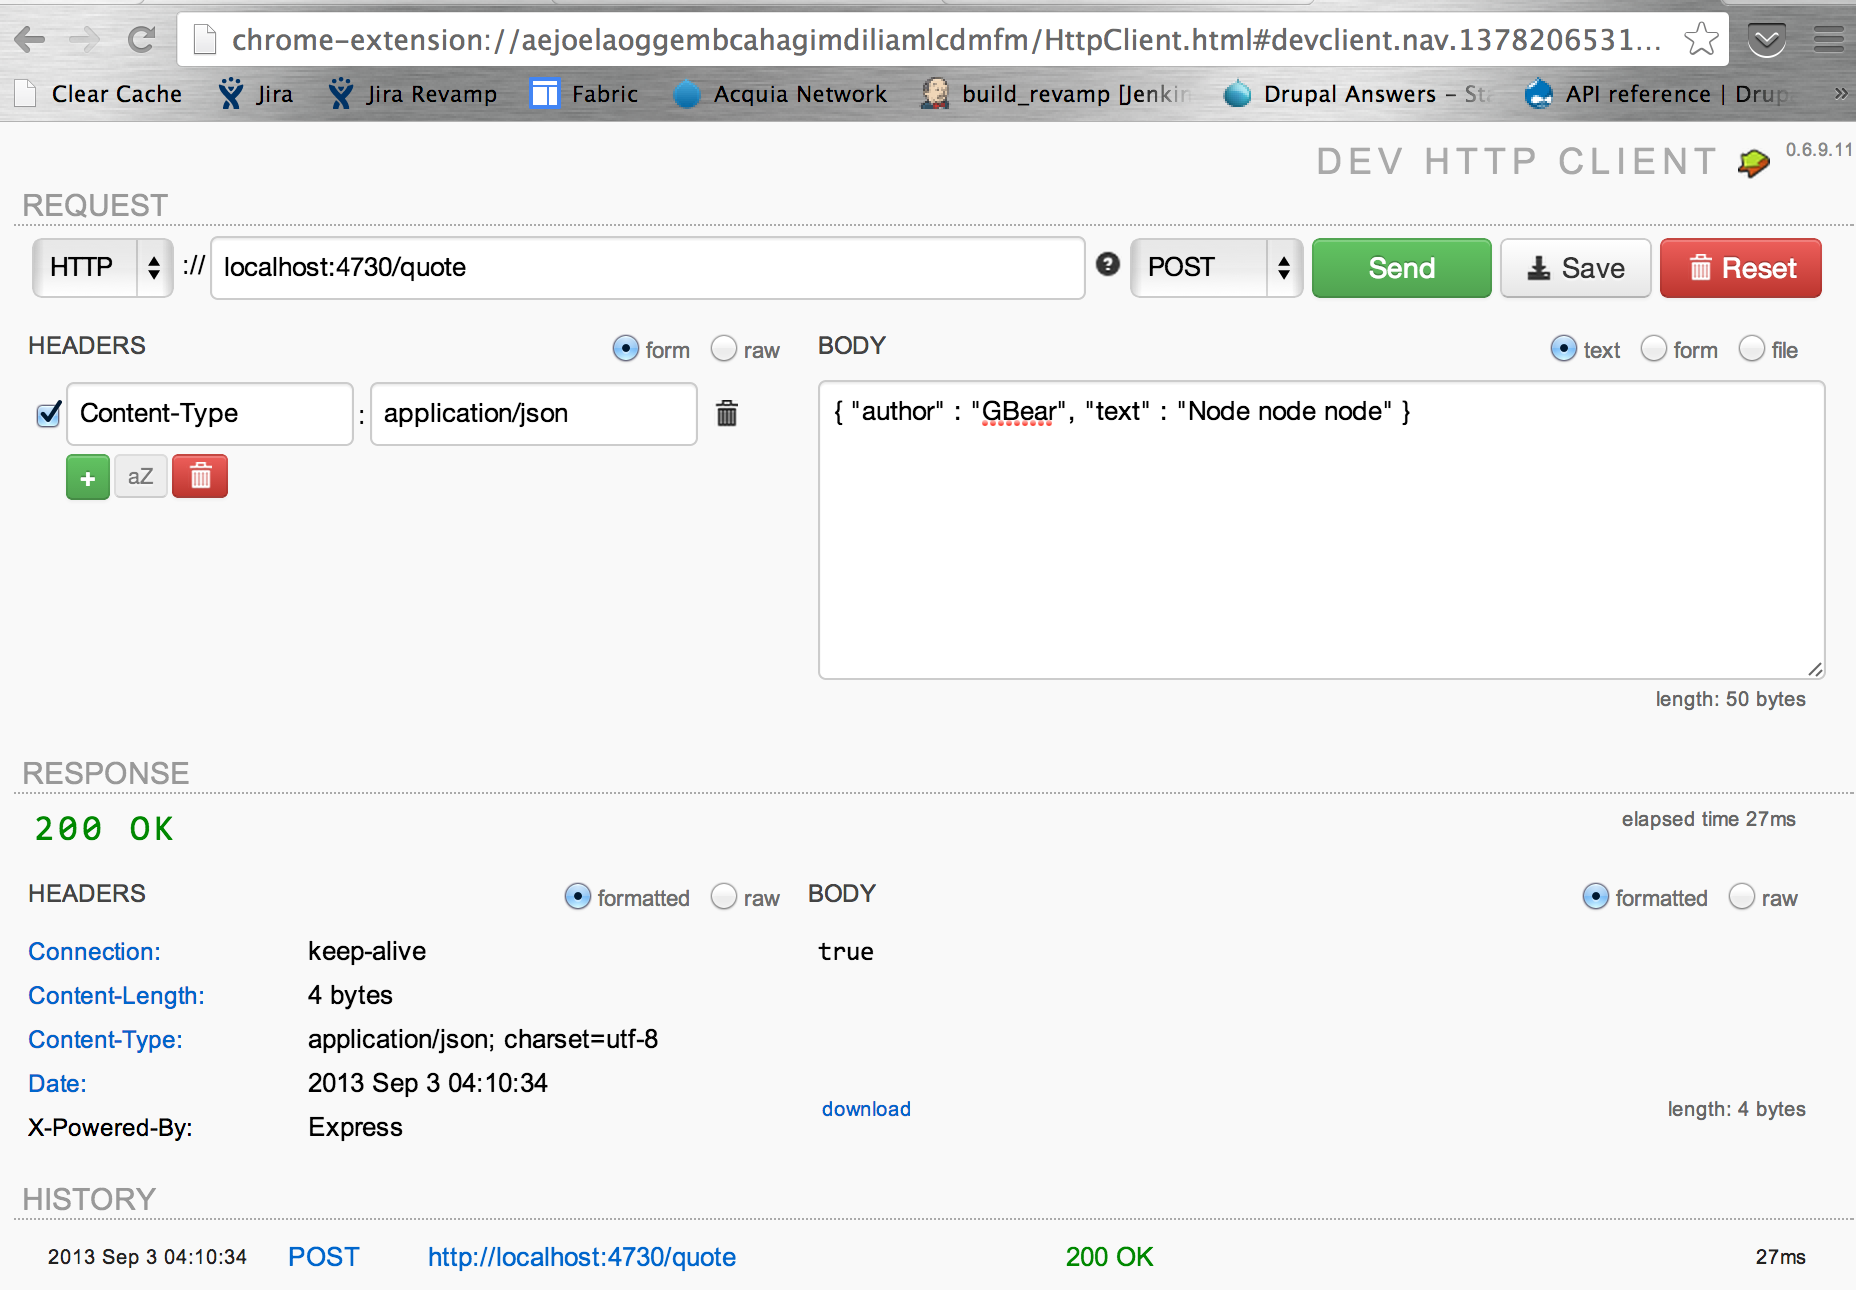 chrome-extension://aejoelaoggembcahagimdiliamlcdmfm/HttpClient.html#devclient.nav.1378206531...
Clear Cache Jira Jira Revamp Fabric Acquia Network build_revamp [Jenkin Drupal Answers - Sta API reference | Drup »
DEV HTTP CLIENT 0.6.9.11
REQUEST
HTTP :// localhost:4730/quote ? POST Send Save Reset
HEADERS form raw BODY text form file
Content-Type : application/json { "author" : "GBear", "text" : "Node node node" }
+ aZ
length: 50 bytes
RESPONSE
200 OK elapsed time 27ms
HEADERS formatted raw BODY formatted raw
Connection: keep-alive true
Content-Length: 4 bytes
Content-Type: application/json; charset=utf-8
Date: 2013 Sep 3 04:10:34
download length: 4 bytes
X-Powered-By: Express
HISTORY
2013 Sep 3 04:10:34 POST http://localhost:4730/quote 200 OK 27ms